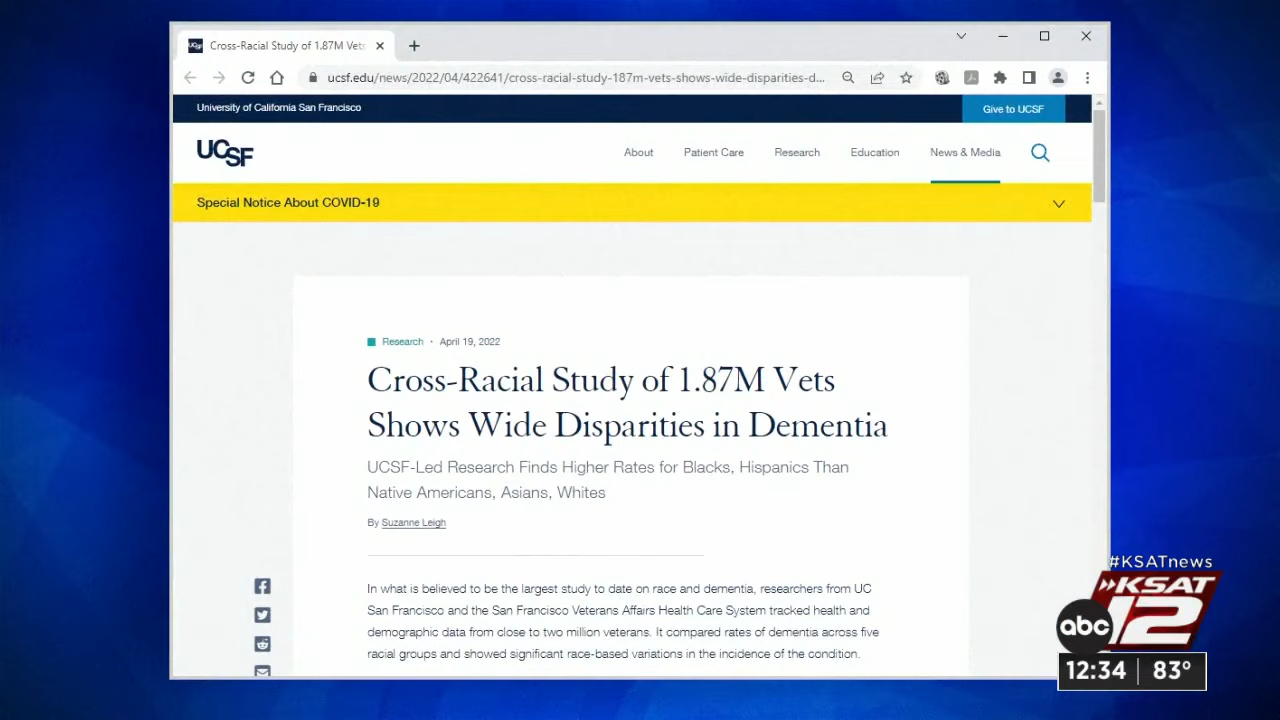 Cross-Racial Study of 1.87M Vets
ucsf.edu/news/2022/04/422641/cross-racial-study-187m-vets-shows-wide-disparities-d...
University of California San Francisco
Give to UCSF
UCSF
About
Patient Care
Research
Education
News & Media
Special Notice About COVID-19
Research · April 19, 2022
Cross-Racial Study of 1.87M Vets
Shows Wide Disparities in Dementia
UCSF-Led Research Finds Higher Rates for Blacks, Hispanics Than
Native Americans, Asians, Whites
By Suzanne Leigh
In what is believed to be the largest study to date on race and dementia, researchers from UC
San Francisco and the San Francisco Veterans Affairs Health Care System tracked health and
demographic data from close to two million veterans. It compared rates of dementia across five
racial groups and showed significant race-based variations in the incidence of the condition.
#KSATnews
KSAT
abc 12
12:34 83°